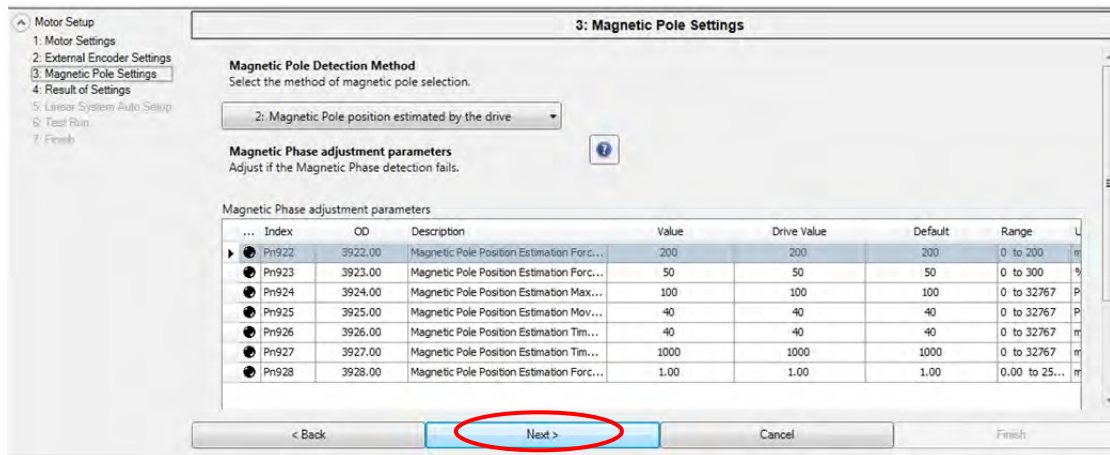 Motor Setup
1: Motor Settings
2: External Encoder Settings
3: Magnetic Pole Settings
4: Result of Settings
5: Linear System Auto Setup
6: Test Run
7: Finish
3: Magnetic Pole Settings
Magnetic Pole Detection Method
Select the method of magnetic pole selection.
2: Magnetic Pole position estimated by the drive
Magnetic Phase adjustment parameters
Adjust if the Magnetic Phase detection fails.
Magnetic Phase adjustment parameters
... Index OD Description Value Drive Value Default Range U
Pn922 3922.00 Magnetic Pole Position Estimation Forc... 200 200 200 0 to 200 m
Pn923 3923.00 Magnetic Pole Position Estimation Forc... 50 50 50 0 to 300 %
Pn924 3924.00 Magnetic Pole Position Estimation Max... 100 100 100 0 to 32767 P
Pn925 3925.00 Magnetic Pole Position Estimation Mov... 40 40 40 0 to 32767 P
Pn926 3926.00 Magnetic Pole Position Estimation Tim... 40 40 40 0 to 32767 m
Pn927 3927.00 Magnetic Pole Position Estimation Tim... 1000 1000 1000 0 to 32767 m
Pn928 3928.00 Magnetic Pole Position Estimation Forc... 1.00 1.00 1.00 0.00 to 25... m
< Back Next > Cancel Finish